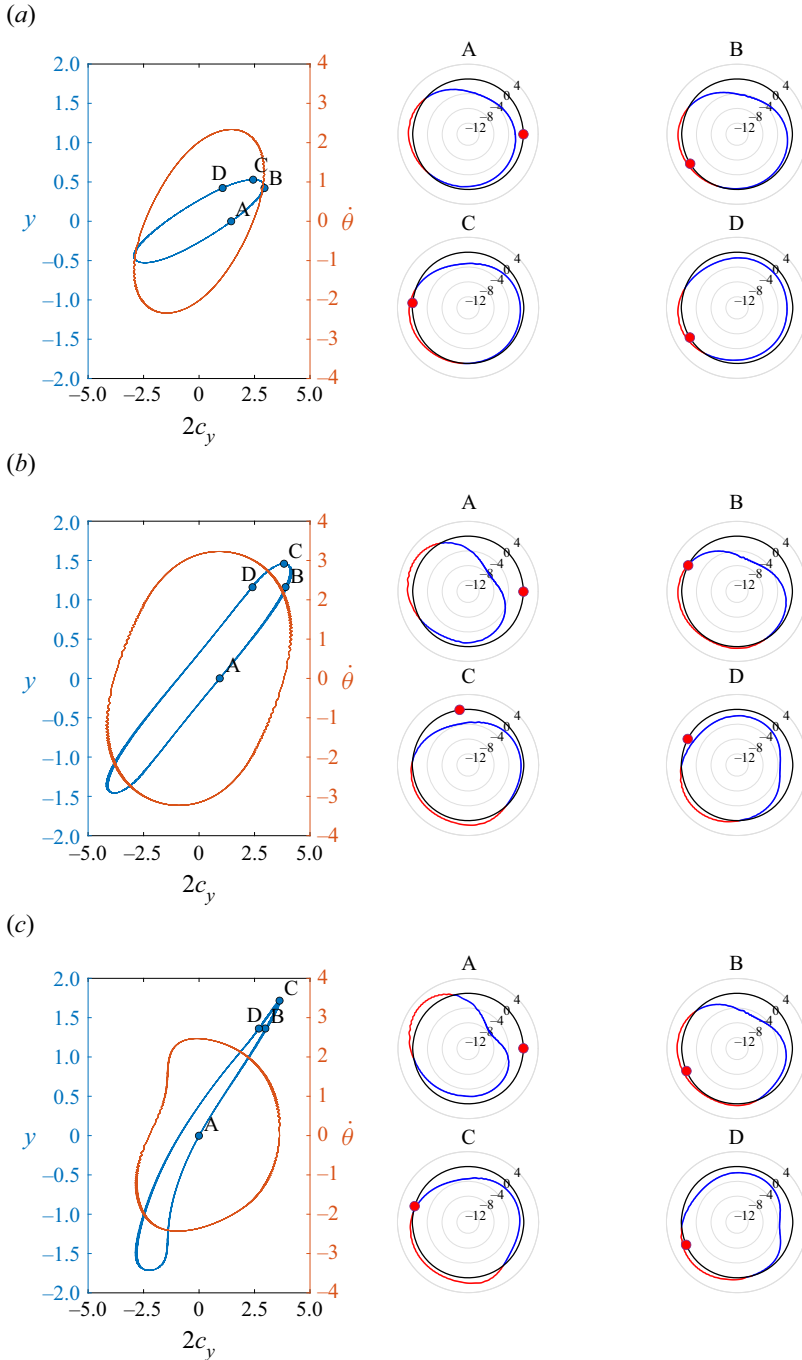 (a)
A B
2.0 4
4 4
1.5 3
0 0
−4 −4
−8 −8
1.0 2
−12 −12
C
D
B
0.5 1
A
y 0 0 θ̇
C D
−0.5 −1
4 4
0 0
−1.0 −2
−4 −4
−8 −8
−12 −12
−1.5 −3
−2.0 −4
−5.0 −2.5 0 2.5 5.0
2c_y
(b)
A B
2.0 4
4 4
C
1.5 3
0 0
−4 −4
−8 −8
D B
1.0 2
−12 −12
0.5 1
A
y 0 0 θ̇
C D
−0.5 −1
4 4
0 0
−1.0 −2
−4 −4
−8 −8
−12 −12
−1.5 −3
−2.0 −4
−5.0 −2.5 0 2.5 5.0
2c_y
(c)
A B
2.0 4
C
4 4
1.5 3
D B
0 0
−4 −4
−8 −8
1.0 2
−12 −12
0.5 1
A
y 0 0 θ̇
C D
−0.5 −1
4 4
0 0
−1.0 −2
−4 −4
−8 −8
−12 −12
−1.5 −3
−2.0 −4
−5.0 −2.5 0 2.5 5.0
2c_y